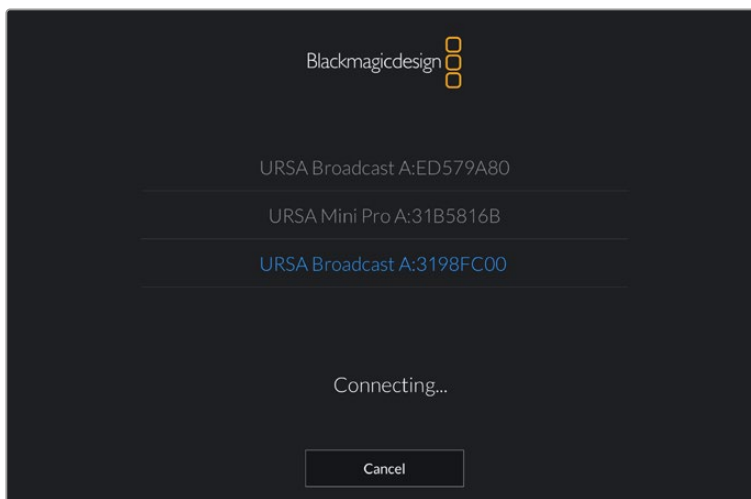 Blackmagicdesign
URSA Broadcast A:ED579A80
URSA Mini Pro A:31B5816B
URSA Broadcast A:3198FC00
Connecting...
Cancel